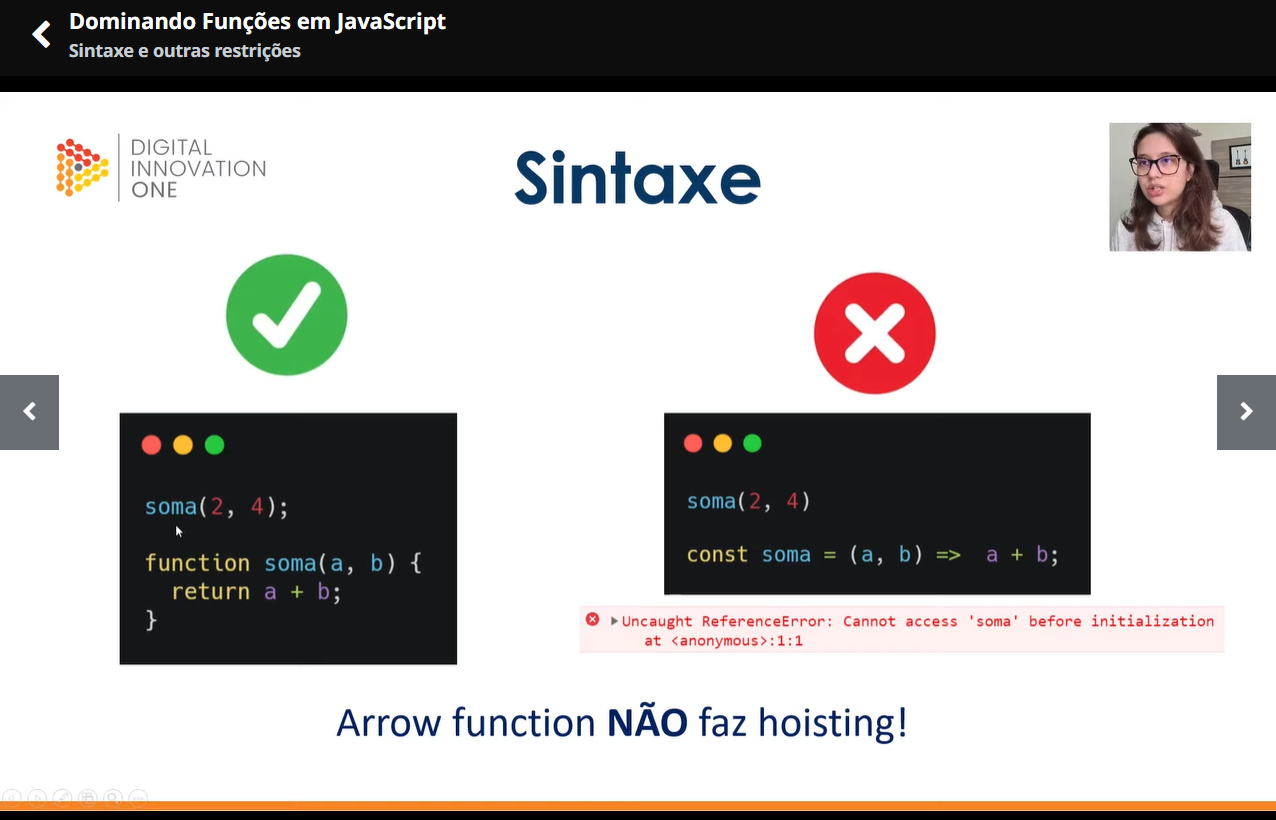 Dominando Funções em JavaScript
Sintaxe e outras restrições
DIGITAL
INNOVATION
ONE
Sintaxe
soma(2, 4);
function soma(a, b) {
return a + b;
}
soma(2, 4)
const soma = (a, b) => a + b;
Uncaught ReferenceError: Cannot access 'soma' before initialization
at <anonymous>:1:1
Arrow function NÃO faz hoisting!